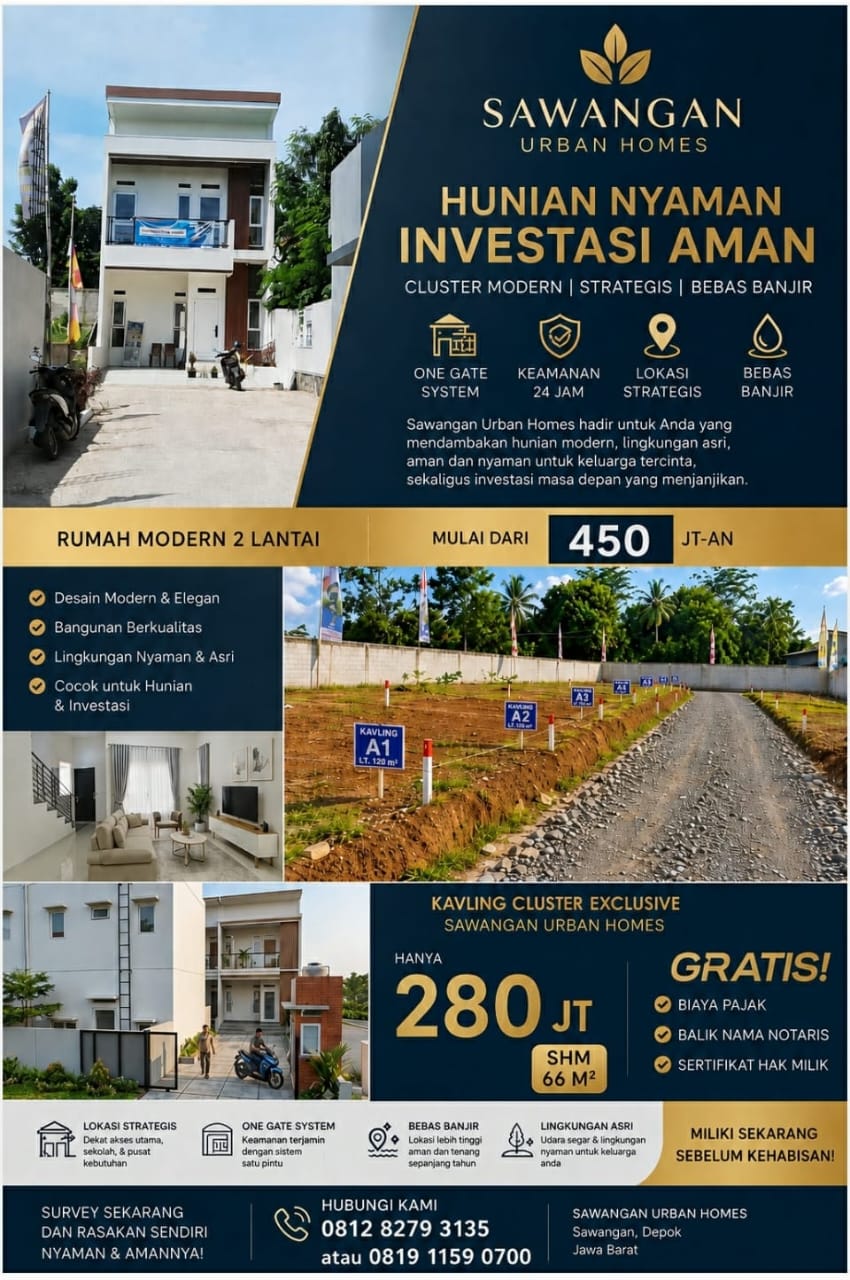 SAWANGAN
URBAN HOMES
HUNIAN NYAMAN
INVESTASI AMAN
CLUSTER MODERN | STRATEGIS | BEBAS BANJIR
ONE GATE
SYSTEM
KEAMANAN
24 JAM
LOKASI
STRATEGIS
BEBAS
BANJIR
Sawangan Urban Homes hadir untuk Anda yang
mendambakan hunian modern, lingkungan asri,
aman dan nyaman untuk keluarga tercinta,
sekaligus investasi masa depan yang menjanjikan.
RUMAH MODERN 2 LANTAI
MULAI DARI 450 JT-AN
Desain Modern & Elegan
Bangunan Berkualitas
Lingkungan Nyaman & Asri
Cocok untuk Hunian
& Investasi
KAVLING
A1
LT. 120 m²
KAVLING
A2
LT. 120 m²
KAVLING
A3
A4
KAVLING CLUSTER EXCLUSIVE
SAWANGAN URBAN HOMES
HANYA
280 JT
SHM
66 M²
GRATIS!
BIAYA PAJAK
BALIK NAMA NOTARIS
SERTIFIKAT HAK MILIK
LOKASI STRATEGIS
Dekat akses utama,
sekolah, & pusat
kebutuhan
ONE GATE SYSTEM
Keamanan terjamin
dengan sistem
satu pintu
BEBAS BANJIR
Lokasi lebih tinggi
aman dan tenang
sepanjang tahun
LINGKUNGAN ASRI
Udara segar & lingkungan
nyaman untuk keluarga
anda
MILIKI SEKARANG
SEBELUM KEHABISAN!
SURVEY SEKARANG
DAN RASAKAN SENDIRI
NYAMAN & AMANNYA!
HUBUNGI KAMI
0812 8279 3135
atau 0819 1159 0700
SAWANGAN URBAN HOMES
Sawangan, Depok
Jawa Barat